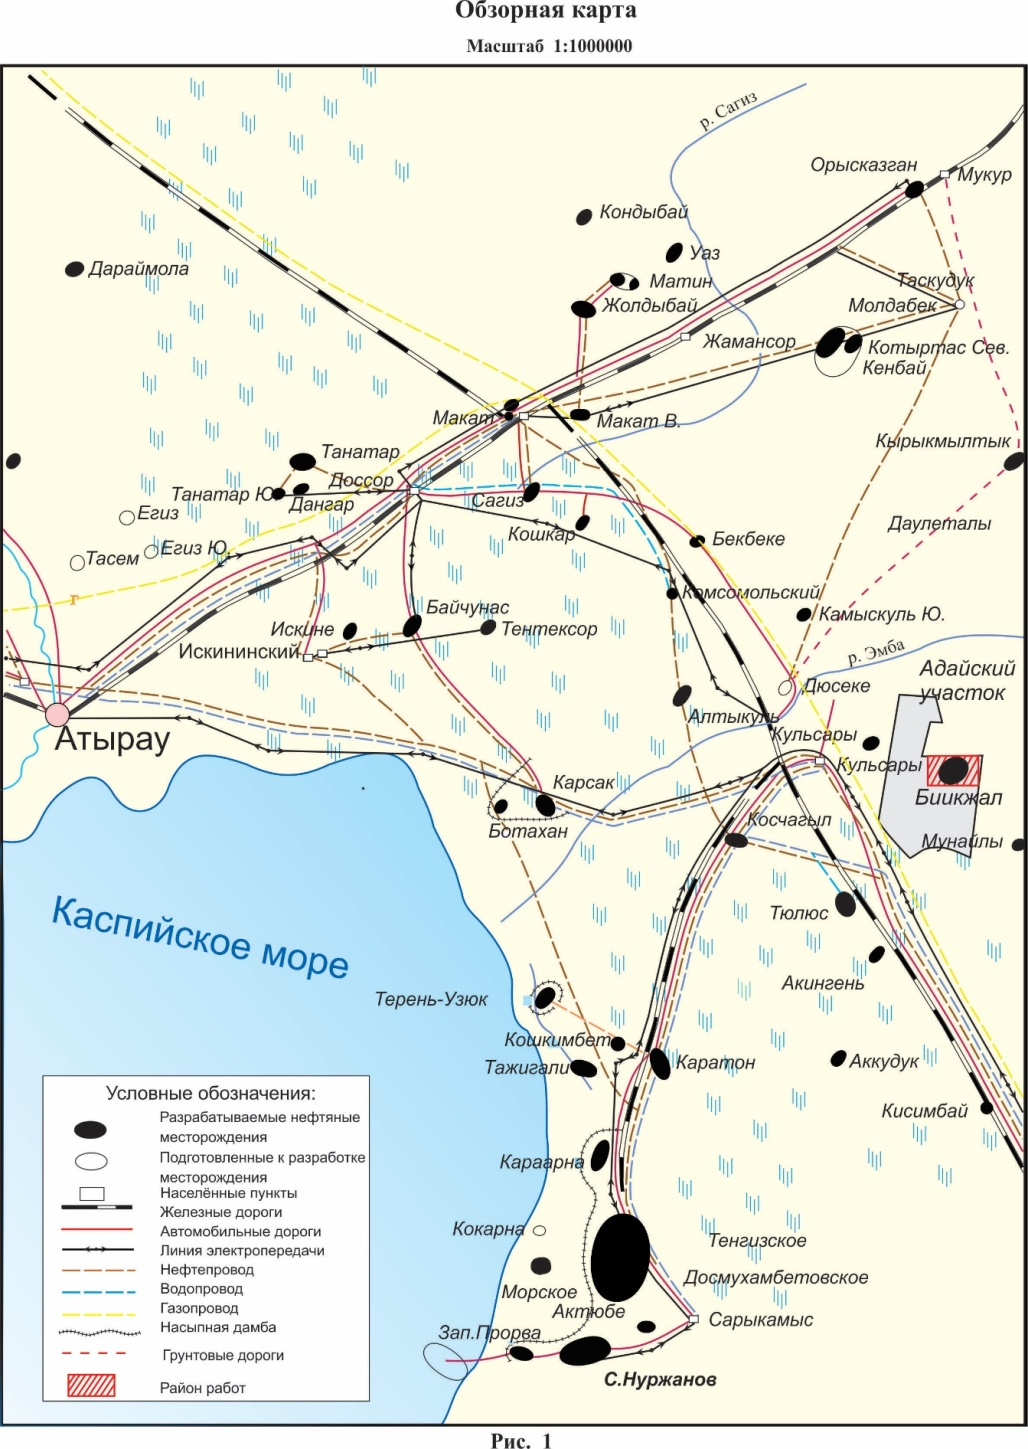 Обзорная карта
Масштаб 1:1000000
р. Сагиз
Орысказган
Мукур
Кондыбай
Уаз
Дараймола
Матин
Таскудук
Жолдыбай
Молдабек
Жамансор
Котыртас Сев.
Кенбай
Макат
Макат В.
Кырыкмылтык
Танатар
Доссор
Танатар Ю.
Дангар
Сагиз
Егиз
Кошкар
Даулеталы
Бекбеке
Егиз Ю.
Тасем
г
Комсомольский
Байчунас
Камыскуль Ю.
Искине
Тентексор
Искининский
р. Эмба
Адайский
участок
Дюсеке
Алтыкуль
Атырау
Кульсары
Кульсары
Карсак
Биикжал
Ботахан
Косчагыл
Мунайлы
Каспийское море
Тюлюс
Акингень
Терень-Узюк
Кошкимбет
Тажигали
Каратон
Аккудук
Кисимбай
Караарна
Кокарна
Тенгизское
Морское
Досмухамбетовское
Актюбе
Сарыкамыс
Зап.Прорва
С.Нуржанов
Условные обозначения:
Разрабатываемые нефтяные
месторождения
Подготовленные к разработке
месторождения
Населённые пункты
Железные дороги
Автомобильные дороги
Линия электропередачи
Нефтепровод
Водопровод
Газопровод
Насыпная дамба
Грунтовые дороги
Район работ
Рис. 1